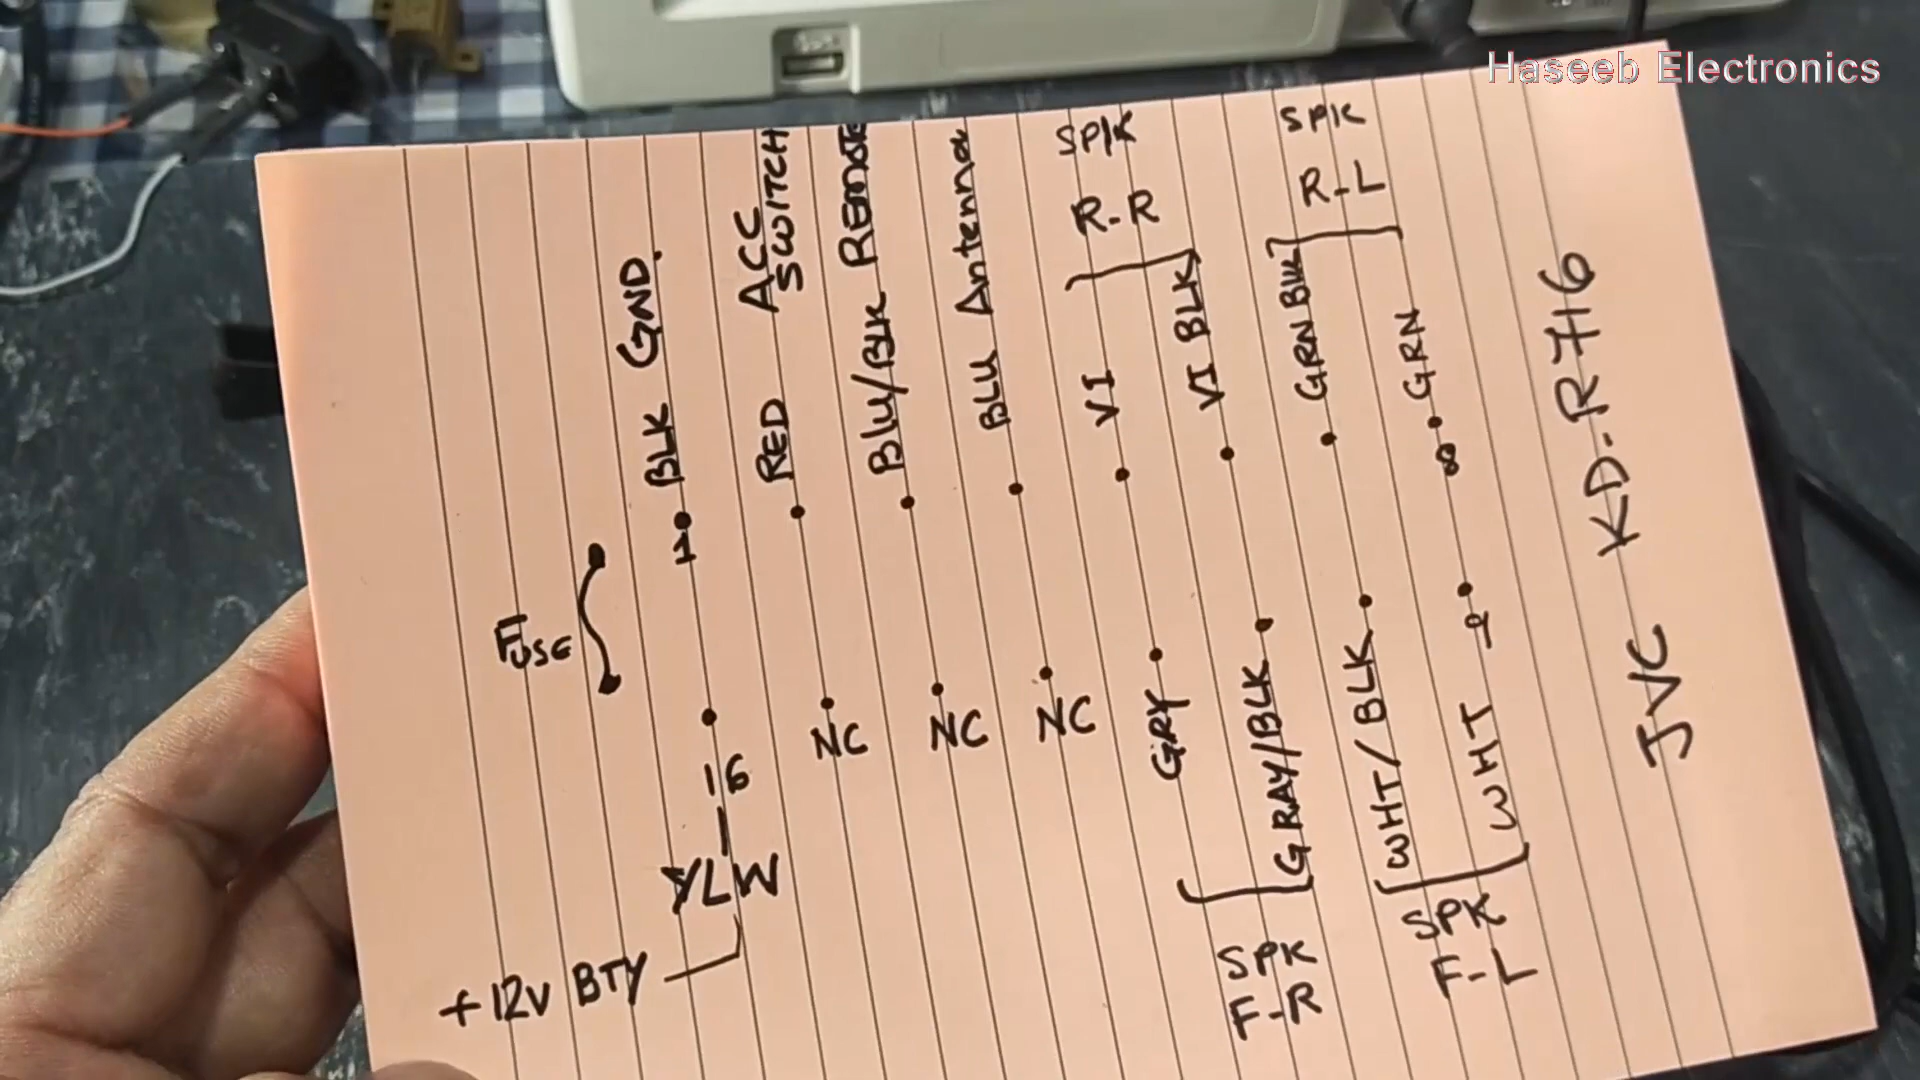 Haseeb Electronics
Fuse
BLK GND.
RED ACC SWITCH
Blu/BLK REMOTE
BLU Antenna
VI
VI BLK
SPK
R-R
GRN BLK
GRN
SPK
R-L
1
8
16
9
YLW
+12V BTY
NC
NC
NC
GRY
GRAY/BLK
SPK
F-R
WHT/BLK
WHT
SPK
F-L
JVC KD-R716